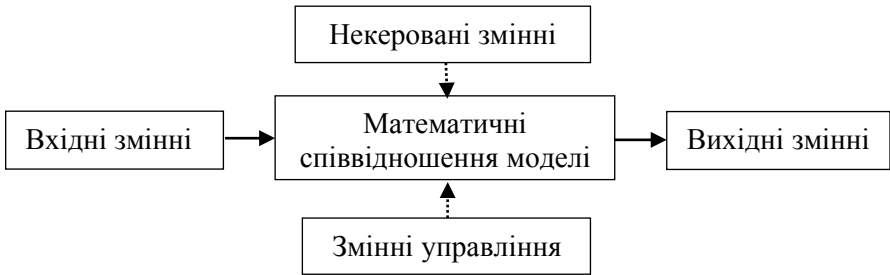 Некеровані змінні
Вхідні змінні
Математичні
співвідношення моделі
Вихідні змінні
Змінні управління